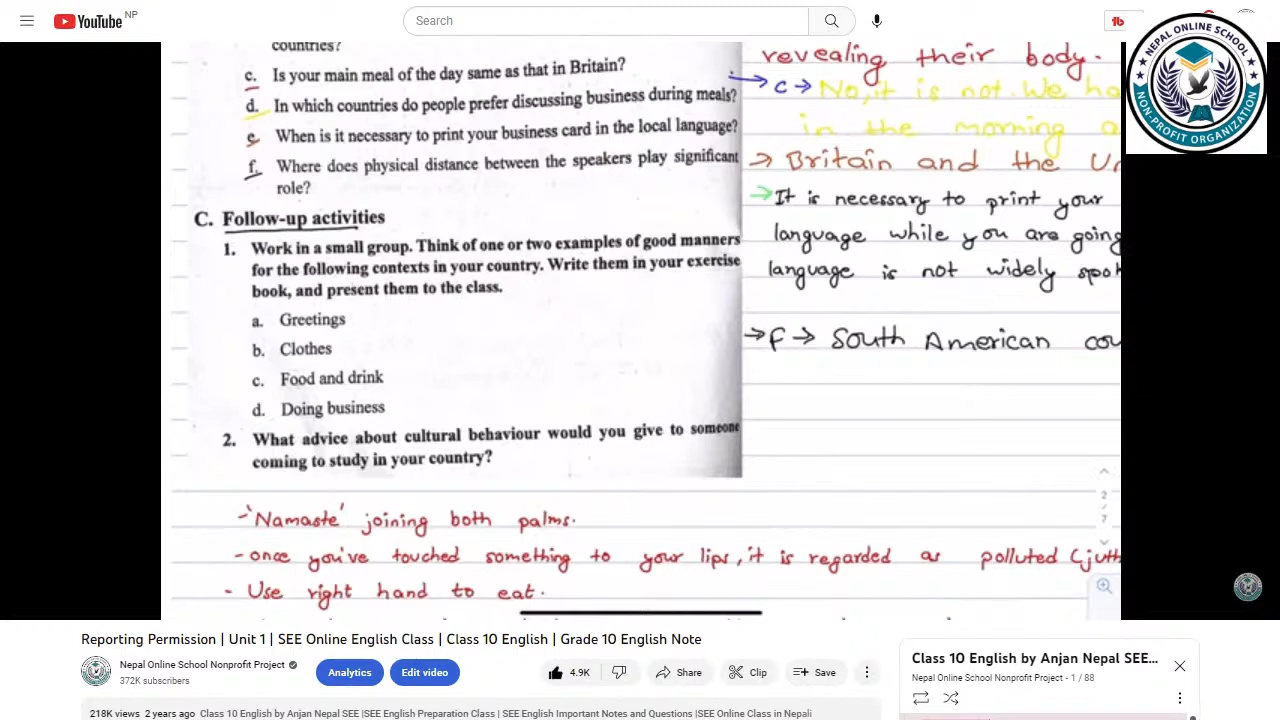 YouTube NP
Search
NEPAL ONLINE SCHOOL
NON-PROFIT ORGANIZATION
countries?
c. Is your main meal of the day same as that in Britain?
d. In which countries do people prefer discussing business during meals?
e. When is it necessary to print your business card in the local language?
f. Where does physical distance between the speakers play significant
role?
C. Follow-up activities
1. Work in a small group. Think of one or two examples of good manners
for the following contexts in your country. Write them in your exercise
book, and present them to the class.
a. Greetings
b. Clothes
c. Food and drink
d. Doing business
2. What advice about cultural behaviour would you give to someone
coming to study in your country?
revealing their body.
→ c → No, it is not. We ha
in the morning a
→ Britain and the Un
→ It is necessary to print your
language while you are going
language is not widely spok
→ f → South American cou
2
/
7
- 'Namaste' joining both palms.
- once you've touched something to your lips, it is regarded as polluted (juth
- Use right hand to eat.
Reporting Permission | Unit 1 | SEE Online English Class | Class 10 English | Grade 10 English Note
Nepal Online School Nonprofit Project
372K subscribers
Analytics
Edit video
4.9K
Share
Clip
Save
218K views 2 years ago Class 10 English by Anjan Nepal SEE |SEE English Preparation Class | SEE English Important Notes and Questions |SEE Online Class in Nepali
Class 10 English by Anjan Nepal SEE...
Nepal Online School Nonprofit Project - 1 / 88